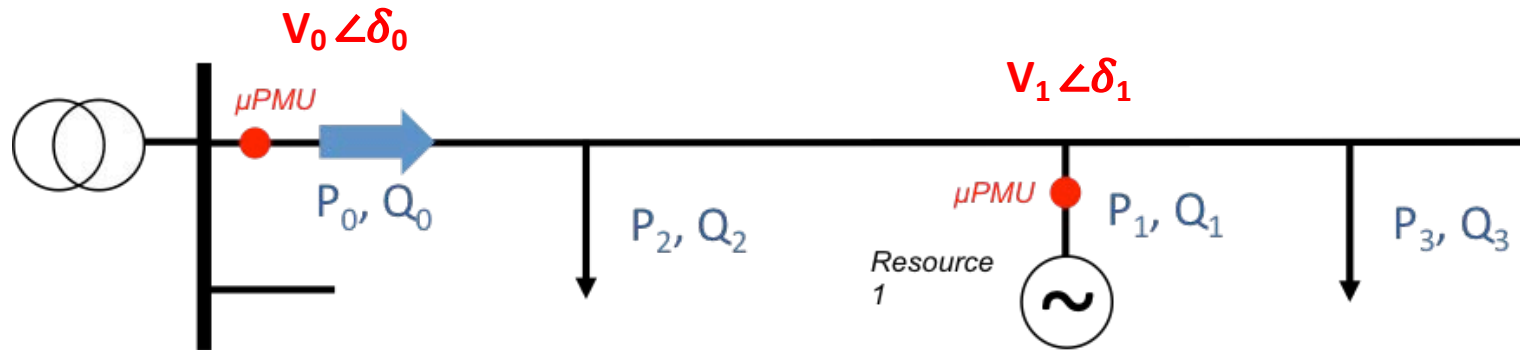 V₀ ∠δ₀
V₁ ∠δ₁
μPMU
P₀, Q₀
P₂, Q₂
μPMU
P₁, Q₁
P₃, Q₃
Resource
1
~